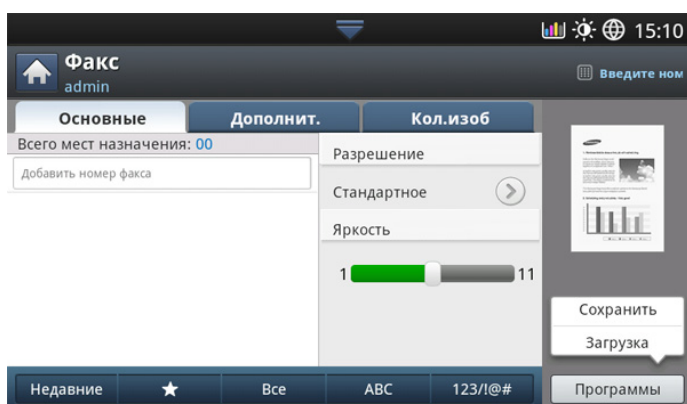 15:10
Факс
admin
Введите ном
Основные
Дополнит.
Кол.изоб
Всего мест назначения: 00
Добавить номер факса
Разрешение
Стандартное
Яркость
1
11
Сохранить
Загрузка
Недавние
Все
ABC
123/!@#
Программы